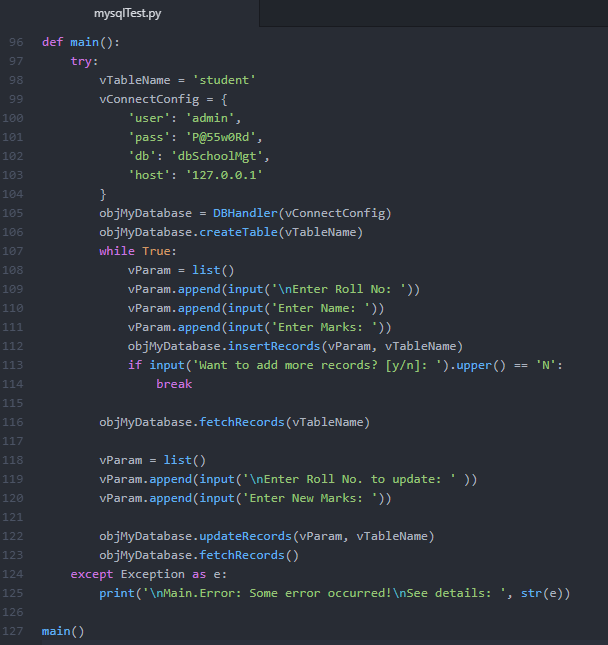 mysqlTest.py
96 def main():
97     try:
98         vTableName = 'student'
99         vConnectConfig = {
100             'user': 'admin',
101             'pass': 'P@55w0Rd',
102             'db': 'dbSchoolMgt',
103             'host': '127.0.0.1'
104         }
105         objMyDatabase = DBHandler(vConnectConfig)
106         objMyDatabase.createTable(vTableName)
107         while True:
108             vParam = list()
109             vParam.append(input('\nEnter Roll No: '))
110             vParam.append(input('Enter Name: '))
111             vParam.append(input('Enter Marks: '))
112             objMyDatabase.insertRecords(vParam, vTableName)
113             if input('Want to add more records? [y/n]: ').upper() == 'N':
114                 break
115
116         objMyDatabase.fetchRecords(vTableName)
117
118         vParam = list()
119         vParam.append(input('\nEnter Roll No. to update: ' ))
120         vParam.append(input('Enter New Marks: '))
121
122         objMyDatabase.updateRecords(vParam, vTableName)
123         objMyDatabase.fetchRecords()
124     except Exception as e:
125         print('\nMain.Error: Some error occurred!\nSee details: ', str(e))
126
127 main()